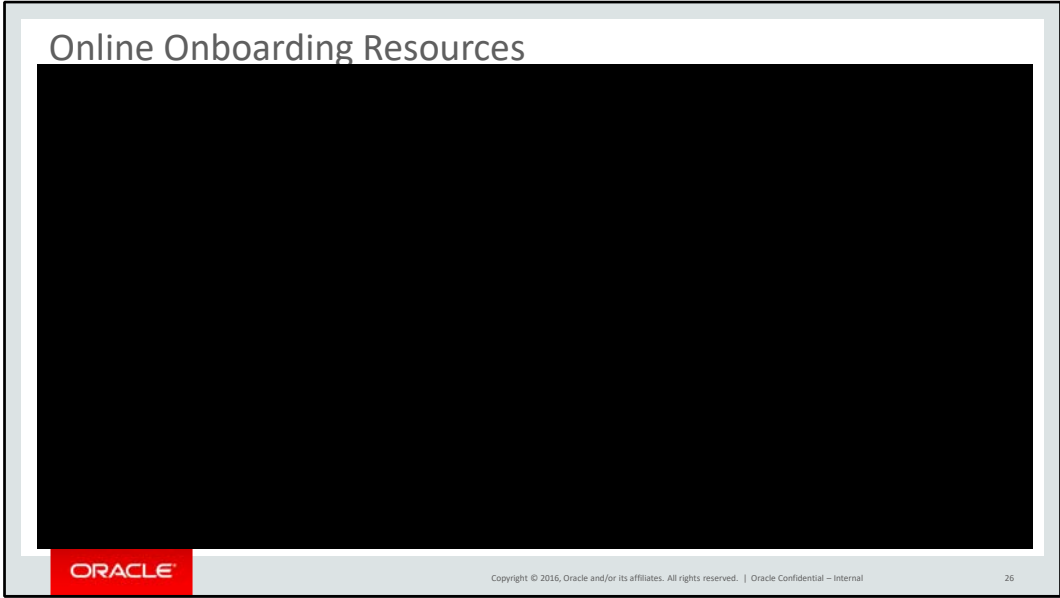 Online Onboarding Resources
ORACLE®
Copyright © 2016, Oracle and/or its affiliates. All rights reserved. | Oracle Confidential – Internal
26